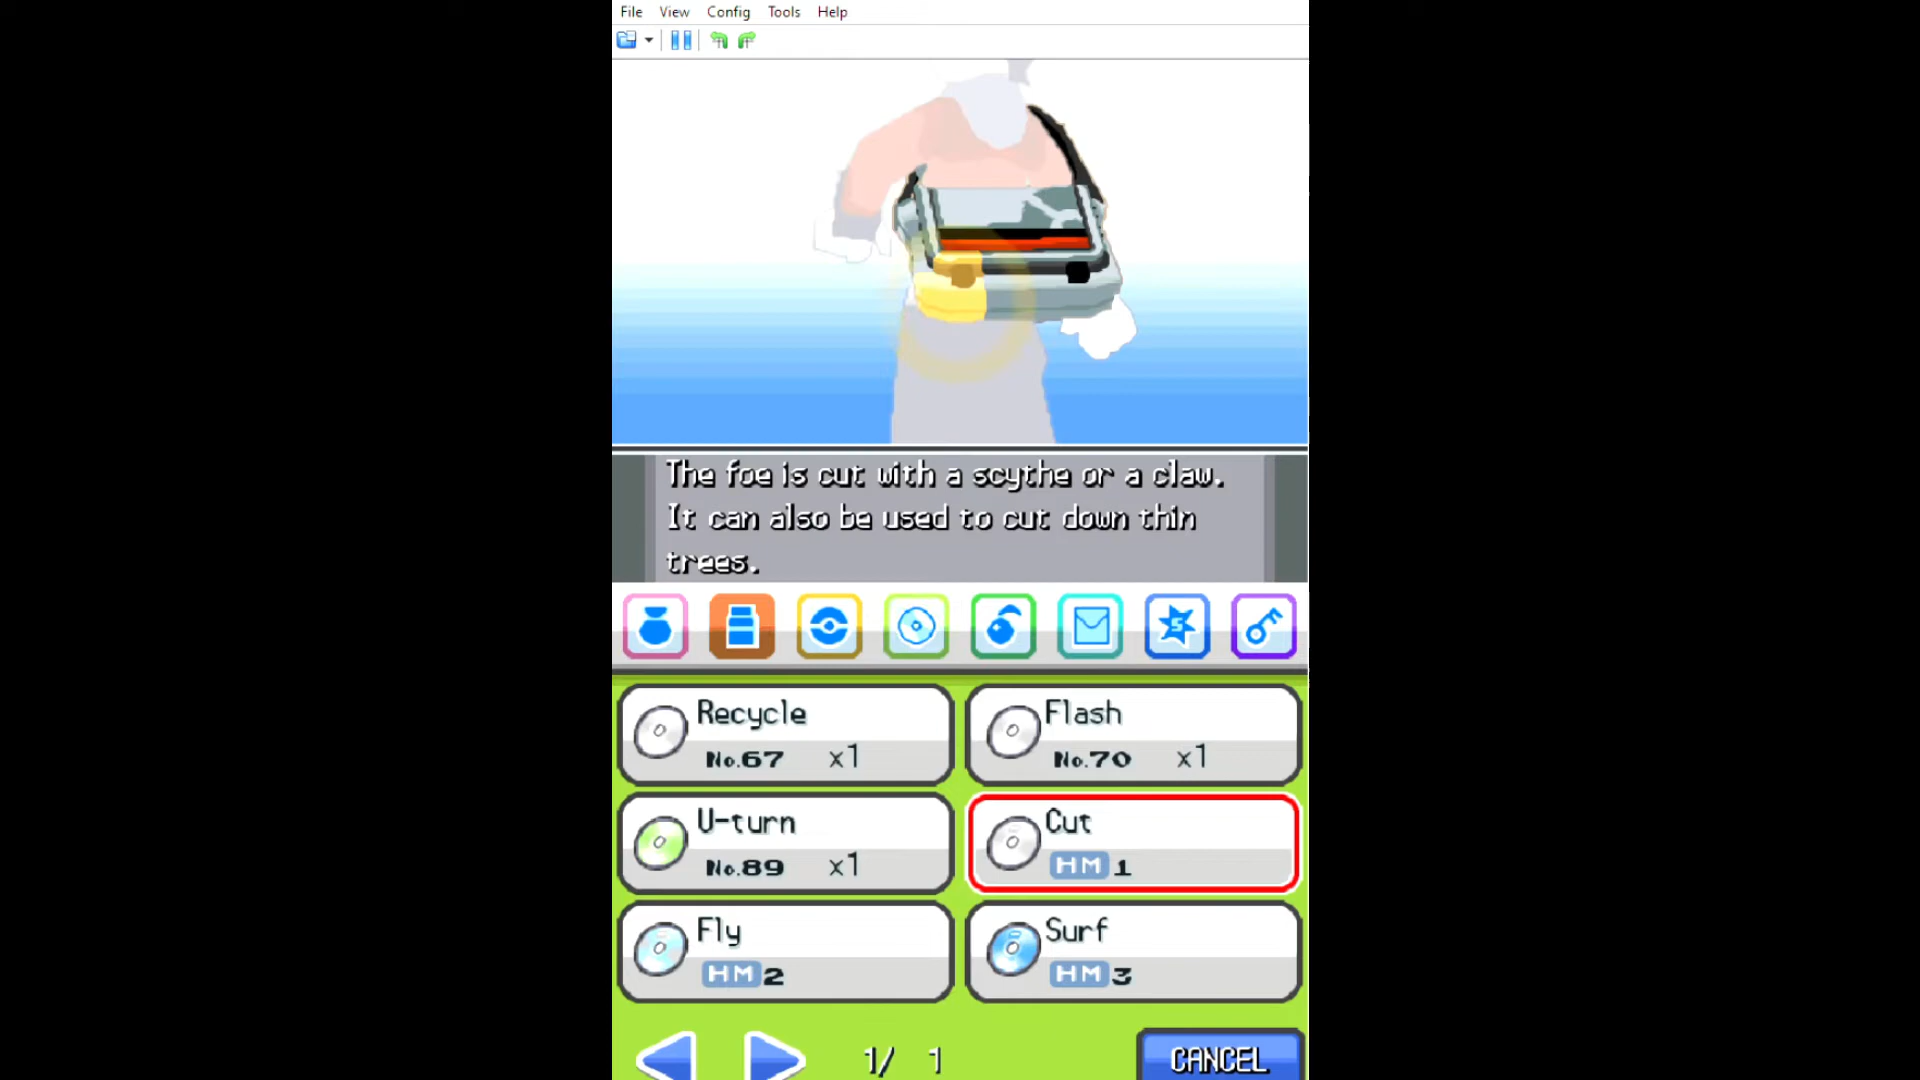 File View Config Tools Help
The foe is cut with a scythe or a claw.
It can also be used to cut down thin
trees.
S
Recycle
No.67 x1
Flash
No.70 x1
U-turn
No.89 x1
Cut
HM 1
Fly
HM 2
Surf
HM 3
1/ 1
CANCEL